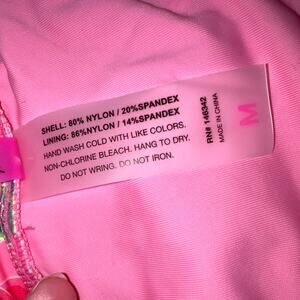 SHELL: 80% NYLON / 20%SPANDEX
LINING: 86%NYLON / 14%SPANDEX
HAND WASH COLD WITH LIKE COLORS.
NON-CHLORINE BLEACH. HANG TO DRY.
DO NOT WRING. DO NOT IRON.
RN# 146342
MADE IN CHINA
M